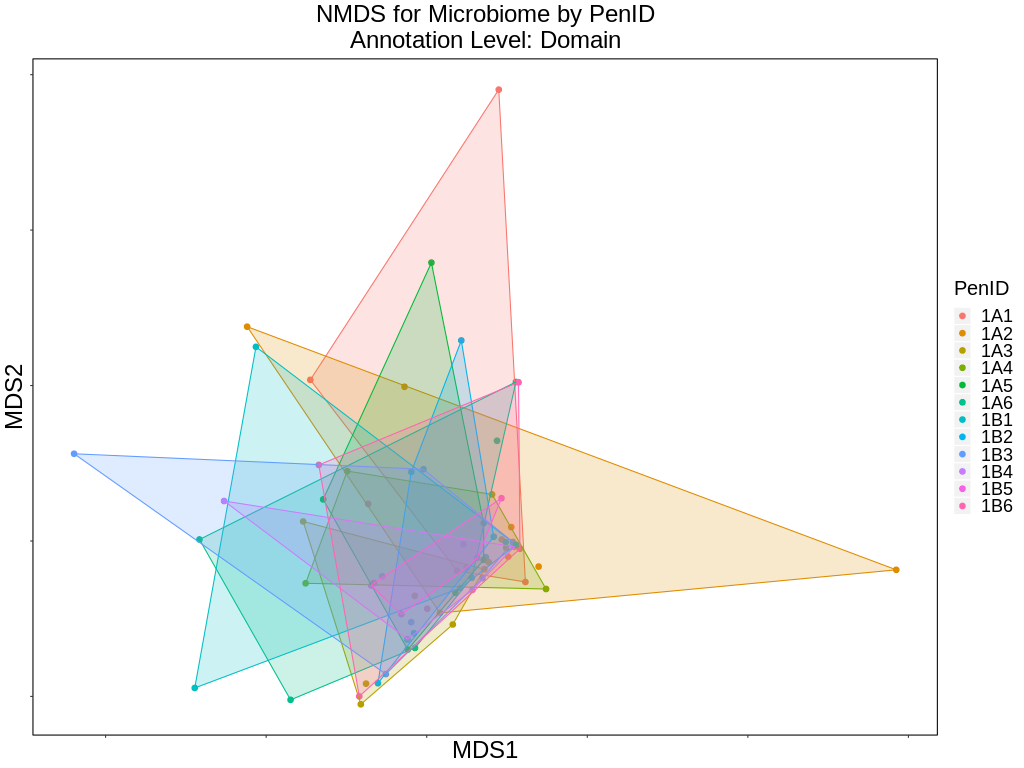 NMDS for Microbiome by PenID
Annotation Level: Domain
MDS2
MDS1
PenID
1A1
1A2
1A3
1A4
1A5
1A6
1B1
1B2
1B3
1B4
1B5
1B6